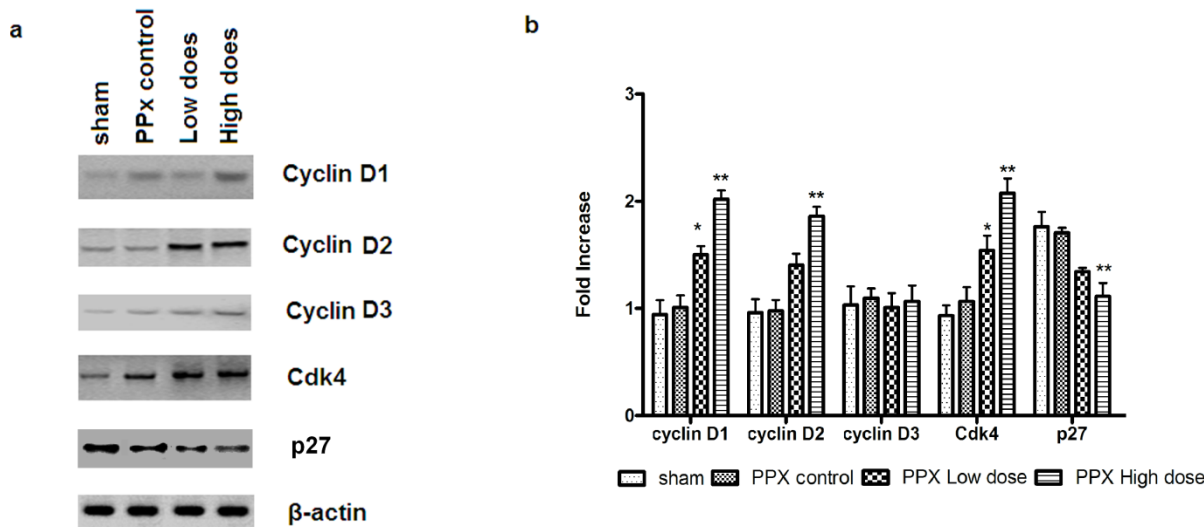 a
sham
PPx control
Low does
High does
Cyclin D1
Cyclin D2
Cyclin D3
Cdk4
p27
β-actin
b
Fold Increase
3
2
1
0
*
**
**
*
**
**
cyclin D1 cyclin D2 cyclin D3 Cdk4 p27
sham PPX control PPX Low dose PPX High dose